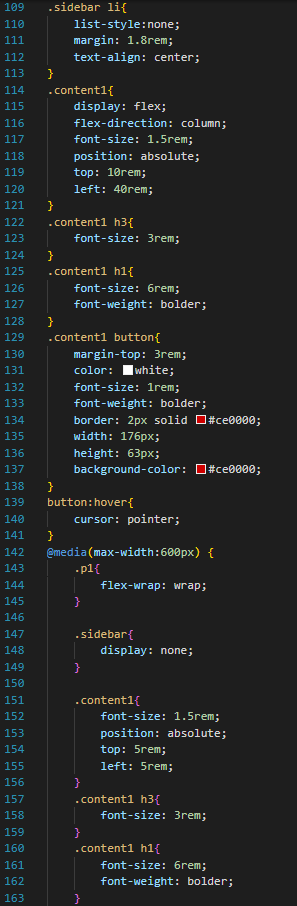 109 .sidebar li{
110 list-style:none;
111 margin: 1.8rem;
112 text-align: center;
113 }
114 .content1{
115 display: flex;
116 flex-direction: column;
117 font-size: 1.5rem;
118 position: absolute;
119 top: 10rem;
120 left: 40rem;
121 }
122 .content1 h3{
123 font-size: 3rem;
124 }
125 .content1 h1{
126 font-size: 6rem;
127 font-weight: bolder;
128 }
129 .content1 button{
130 margin-top: 3rem;
131 color: white;
132 font-size: 1rem;
133 font-weight: bolder;
134 border: 2px solid #ce0000;
135 width: 176px;
136 height: 63px;
137 background-color: #ce0000;
138 }
139 button:hover{
140 cursor: pointer;
141 }
142 @media(max-width:600px) {
143 .p1{
144 flex-wrap: wrap;
145 }
146
147 .sidebar{
148 display: none;
149 }
150
151 .content1{
152 font-size: 1.5rem;
153 position: absolute;
154 top: 5rem;
155 left: 5rem;
156 }
157 .content1 h3{
158 font-size: 3rem;
159 }
160 .content1 h1{
161 font-size: 6rem;
162 font-weight: bolder;
163 }